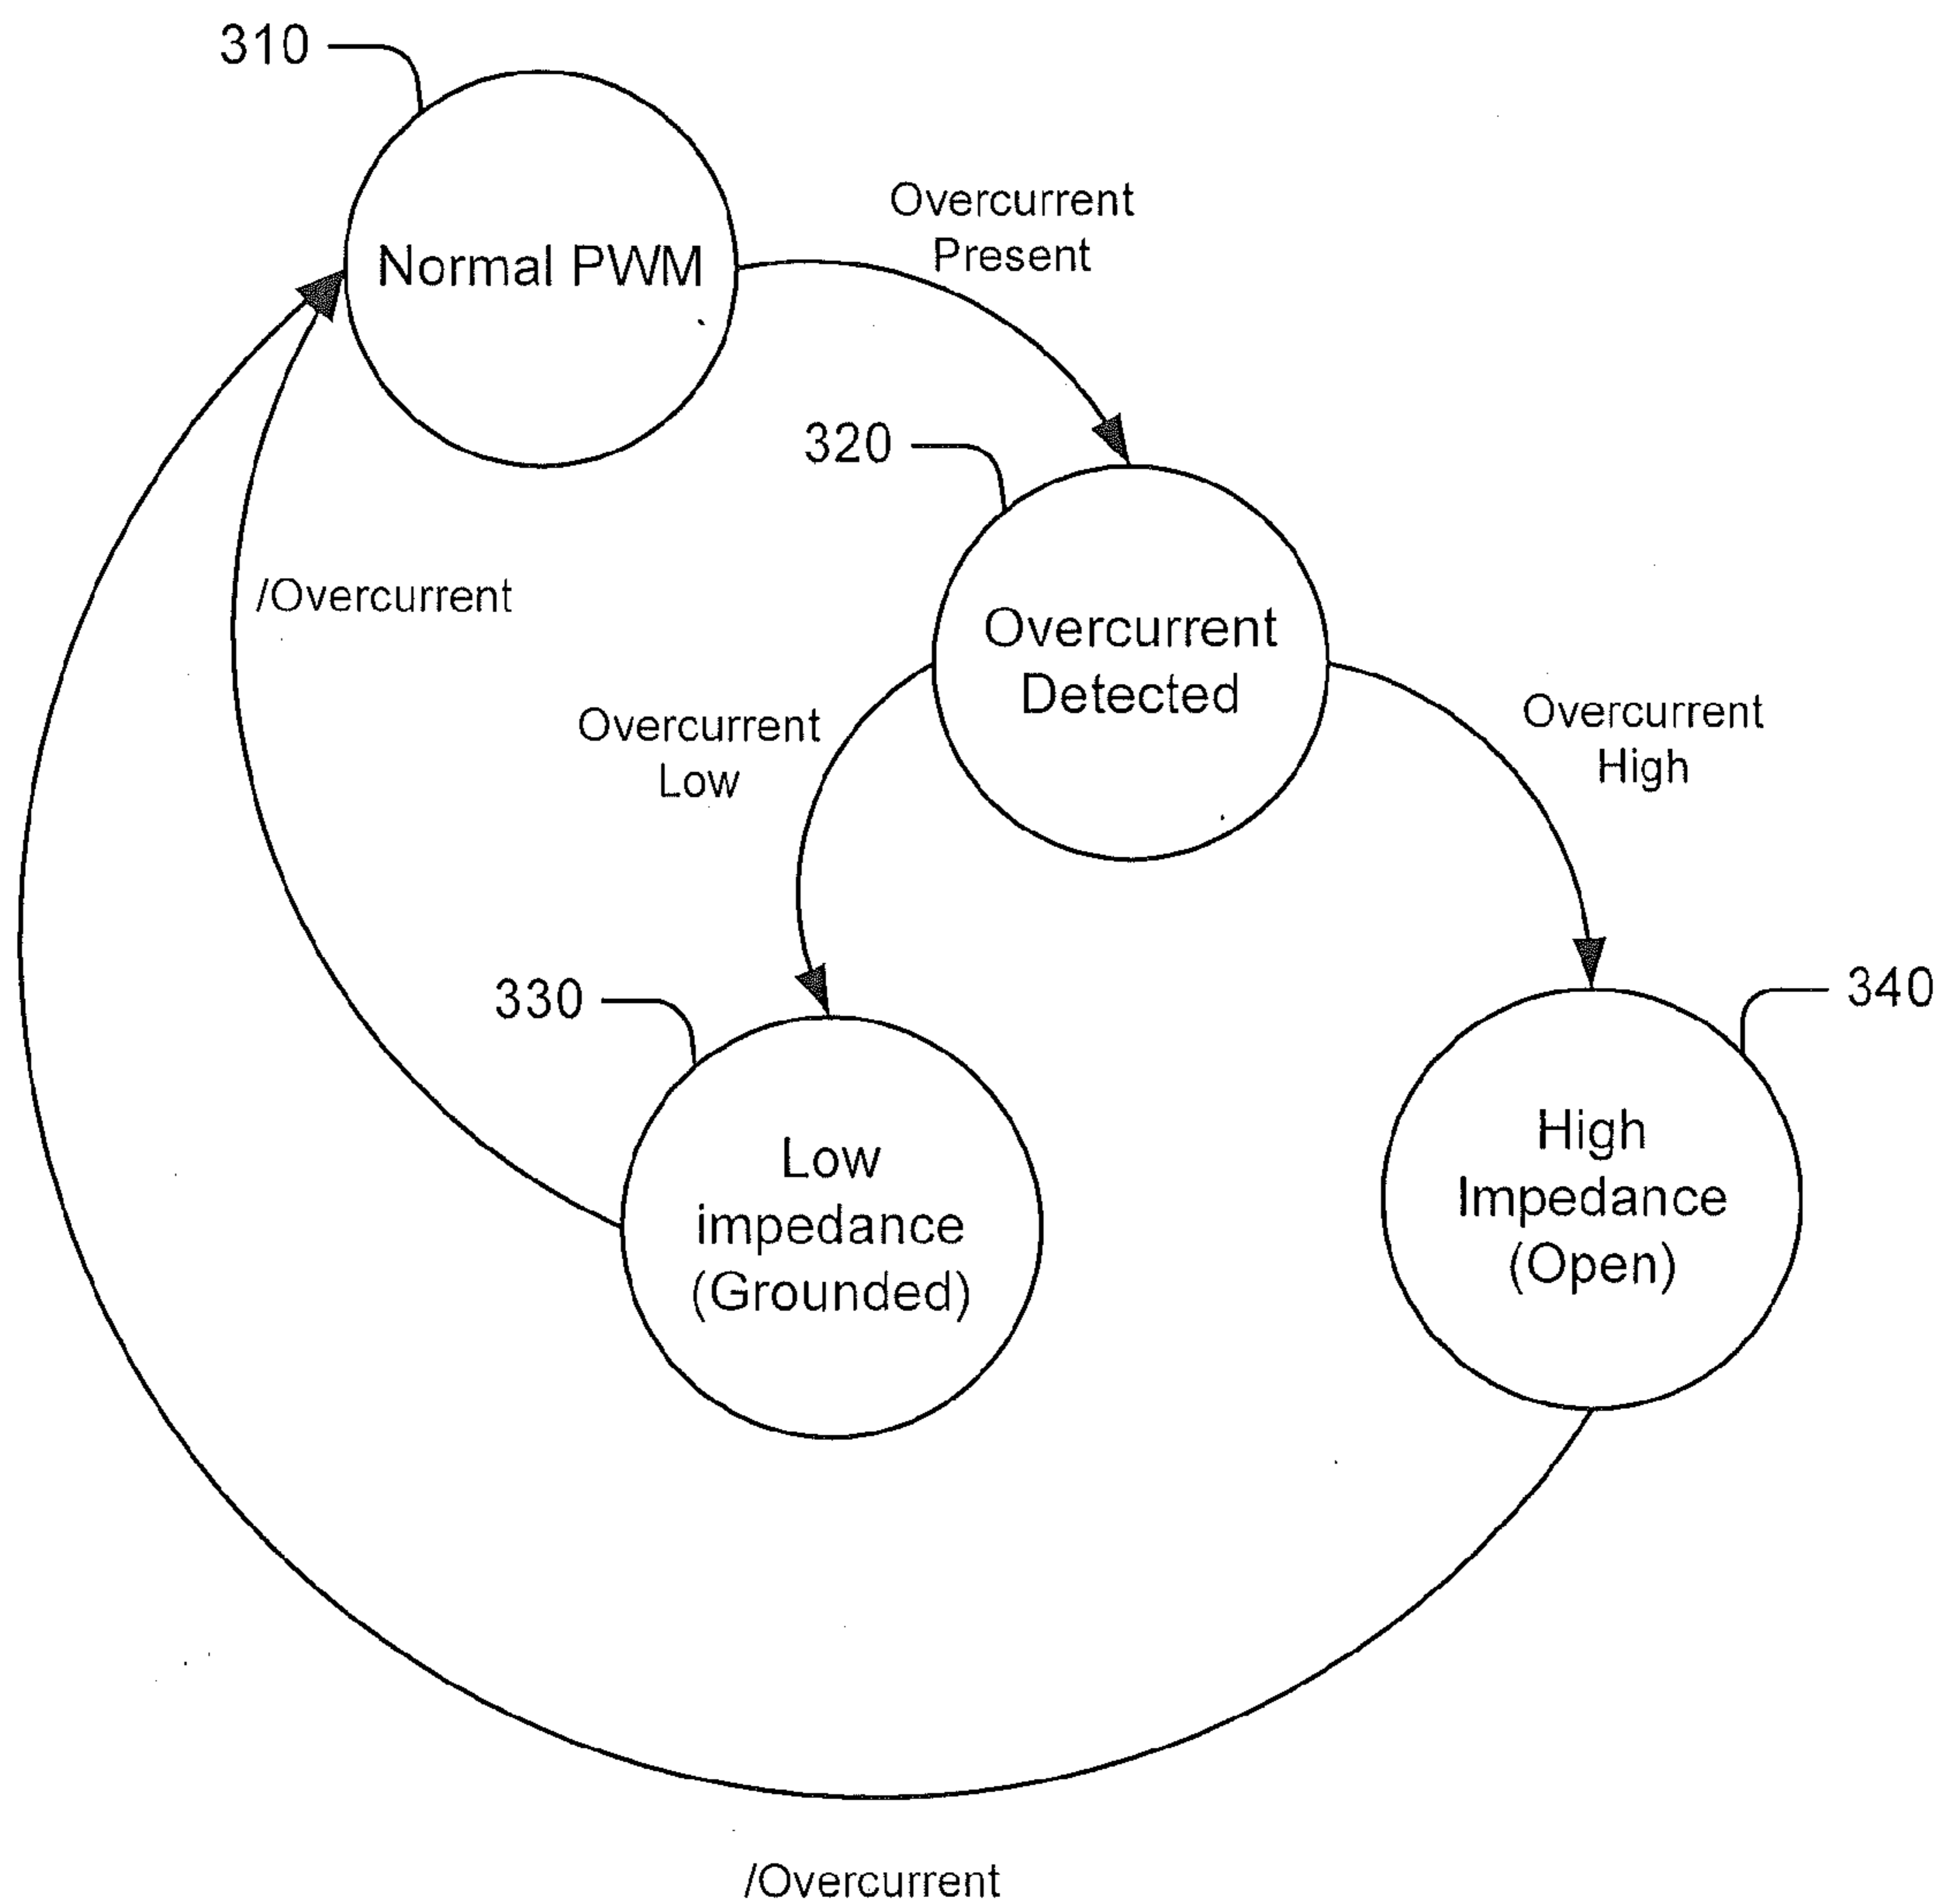 310
Normal PWM
Overcurrent
Present
320
Overcurrent
Detected
/Overcurrent
Overcurrent
Low
Overcurrent
High
330
340
Low
impedance
(Grounded)
High
Impedance
(Open)
/Overcurrent